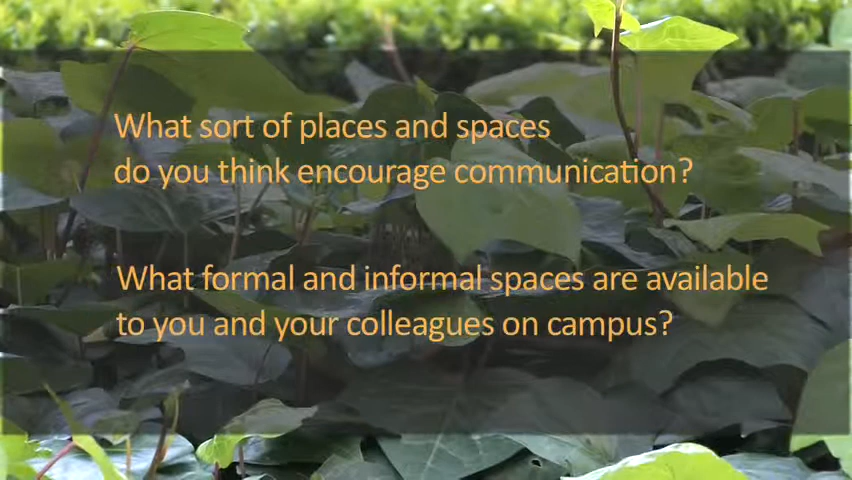 What sort of places and spaces
do you think encourage communication?
What formal and informal spaces are available
to you and your colleagues on campus?